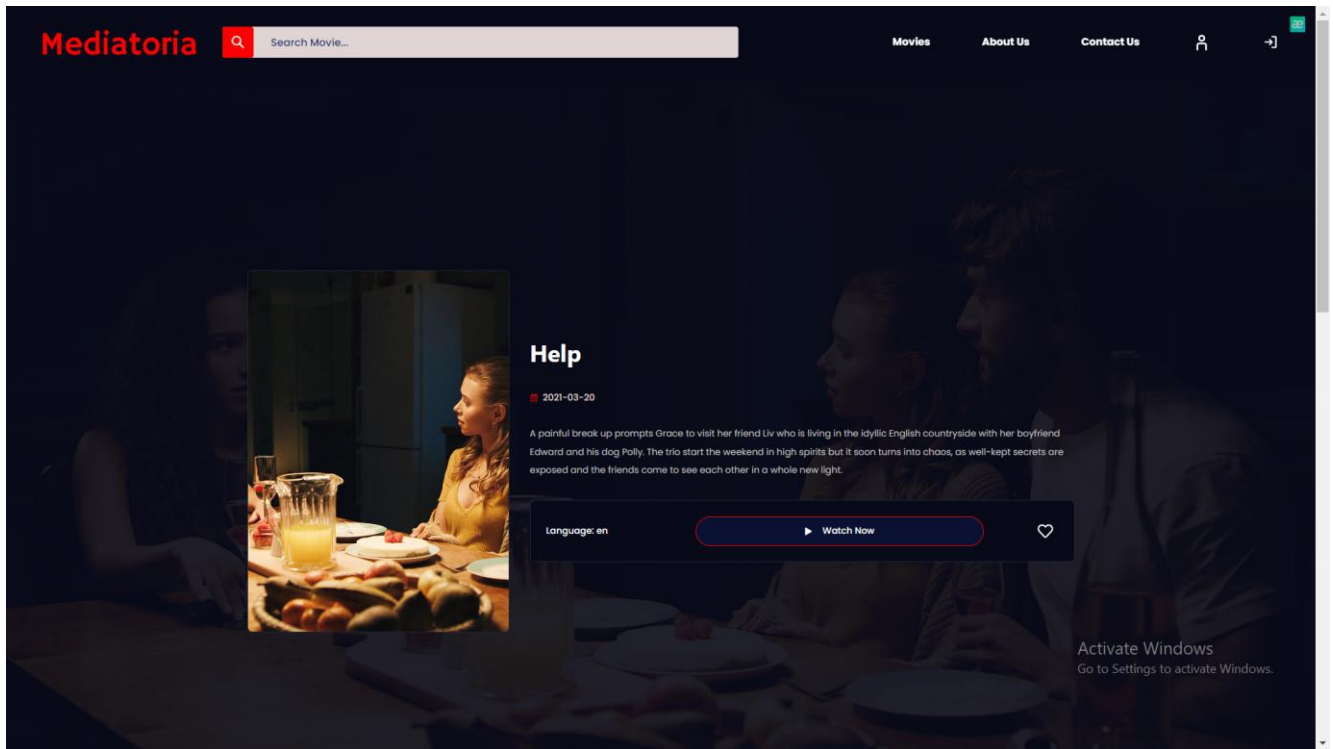 Mediatoria
Search Movie...
Movies
About Us
Contact Us
æ
Help
2021-03-20
A painful break up prompts Grace to visit her friend Liv who is living in the idyllic English countryside with her boyfriend
Edward and his dog Polly. The trio start the weekend in high spirits but it soon turns into chaos, as well-kept secrets are
exposed and the friends come to see each other in a whole new light.
Language: en
Watch Now
Activate Windows
Go to Settings to activate Windows.